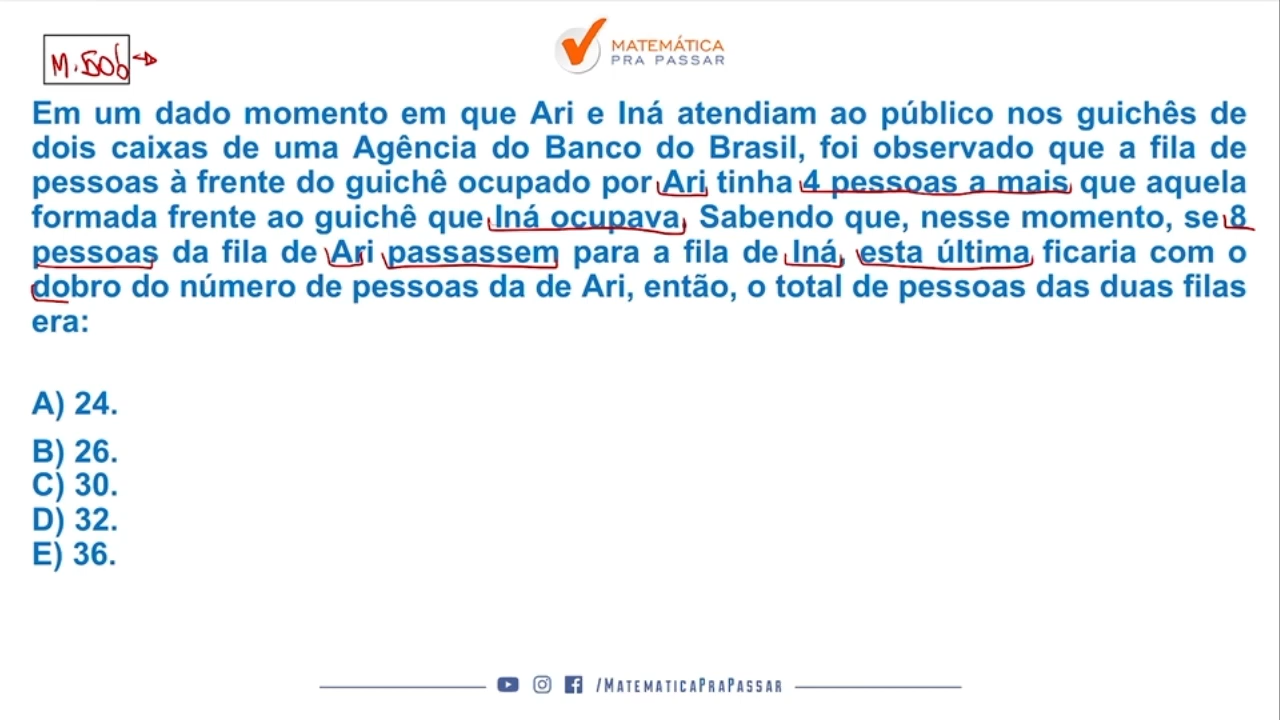 M.506
MATEMÁTICA
PRA PASSAR
Em um dado momento em que Ari e Iná atendiam ao público nos guichês de
dois caixas de uma Agência do Banco do Brasil, foi observado que a fila de
pessoas à frente do guichê ocupado por Ari tinha 4 pessoas a mais que aquela
formada frente ao guichê que Iná ocupava. Sabendo que, nesse momento, se 8
pessoas da fila de Ari passassem para a fila de Iná, esta última ficaria com o
dobro do número de pessoas da de Ari, então, o total de pessoas das duas filas
era:
A) 24.
B) 26.
C) 30.
D) 32.
E) 36.
/MATEMATICAPRAPASSAR